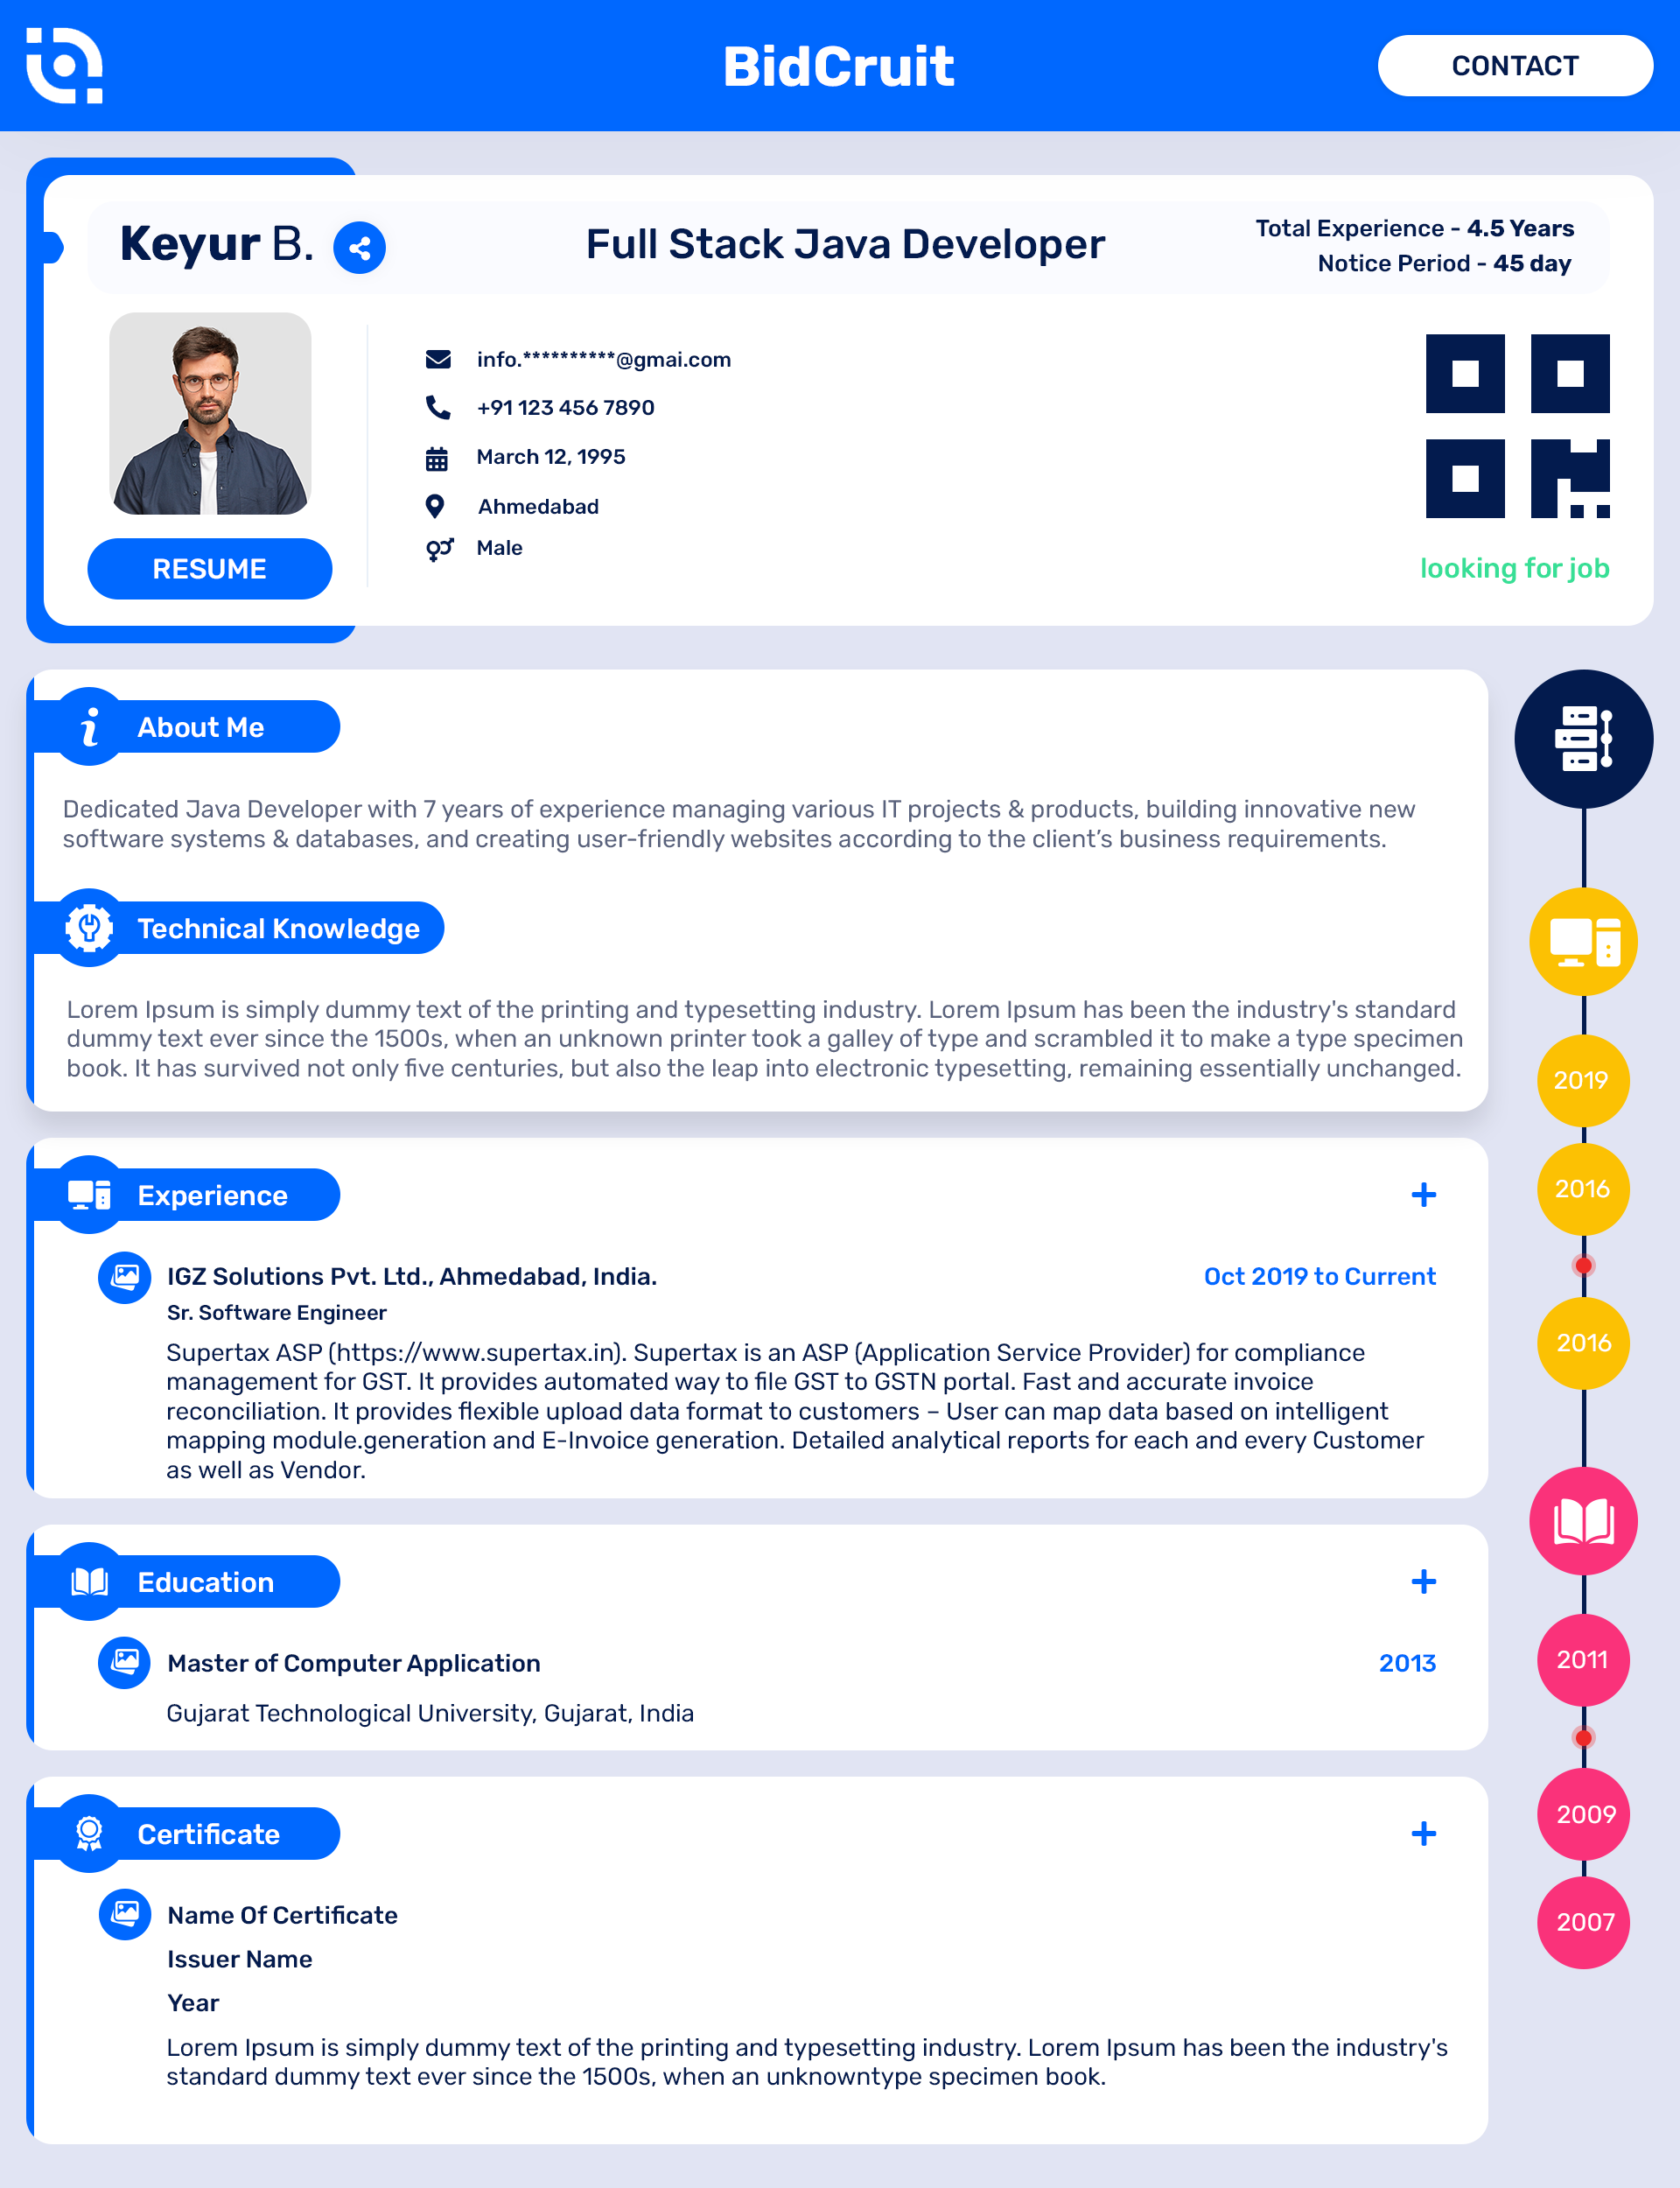 BidCruit
CONTACT
Keyur B.
Full Stack Java Developer
Total Experience - 4.5 Years
Notice Period - 45 day
info.**********@gmai.com
+91 123 456 7890
March 12, 1995
Ahmedabad
Male
RESUME
looking for job
About Me
Dedicated Java Developer with 7 years of experience managing various IT projects & products, building innovative new
software systems & databases, and creating user-friendly websites according to the client’s business requirements.
Technical Knowledge
Lorem Ipsum is simply dummy text of the printing and typesetting industry. Lorem Ipsum has been the industry's standard
dummy text ever since the 1500s, when an unknown printer took a galley of type and scrambled it to make a type specimen
book. It has survived not only five centuries, but also the leap into electronic typesetting, remaining essentially unchanged.
Experience
IGZ Solutions Pvt. Ltd., Ahmedabad, India.
Oct 2019 to Current
Sr. Software Engineer
Supertax ASP (https://www.supertax.in). Supertax is an ASP (Application Service Provider) for compliance
management for GST. It provides automated way to file GST to GSTN portal. Fast and accurate invoice
reconciliation. It provides flexible upload data format to customers – User can map data based on intelligent
mapping module.generation and E-Invoice generation. Detailed analytical reports for each and every Customer
as well as Vendor.
Education
Master of Computer Application
2013
Gujarat Technological University, Gujarat, India
Certificate
Name Of Certificate
Issuer Name
Year
Lorem Ipsum is simply dummy text of the printing and typesetting industry. Lorem Ipsum has been the industry's
standard dummy text ever since the 1500s, when an unknowntype specimen book.
2019
2016
2016
2011
2009
2007